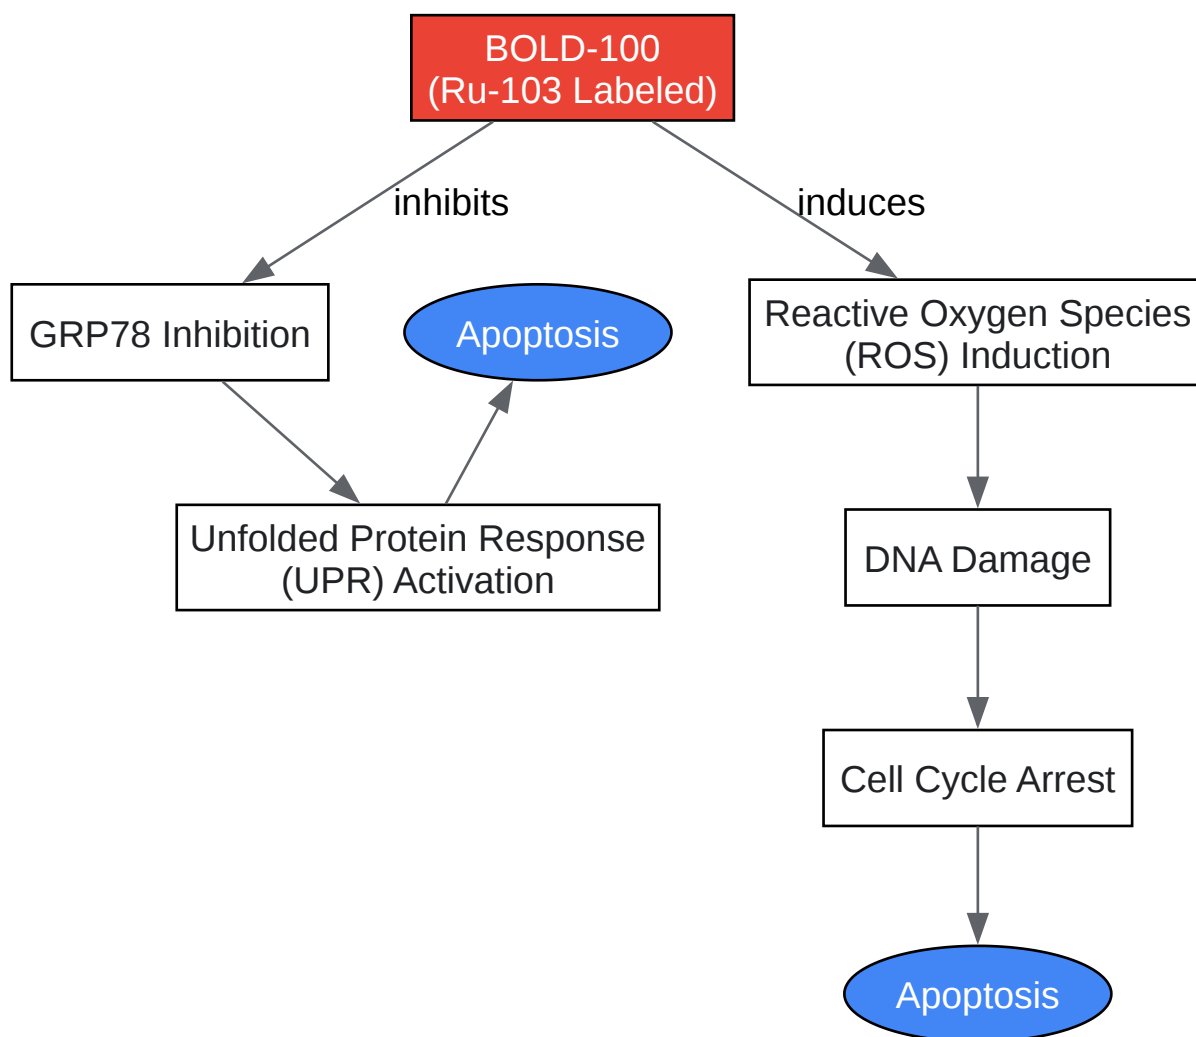 BOLD-100
(Ru-103 Labeled)
inhibits
induces
GRP78 Inhibition
Apoptosis
Reactive Oxygen Species
(ROS) Induction
Unfolded Protein Response
(UPR) Activation
DNA Damage
Cell Cycle Arrest
Apoptosis